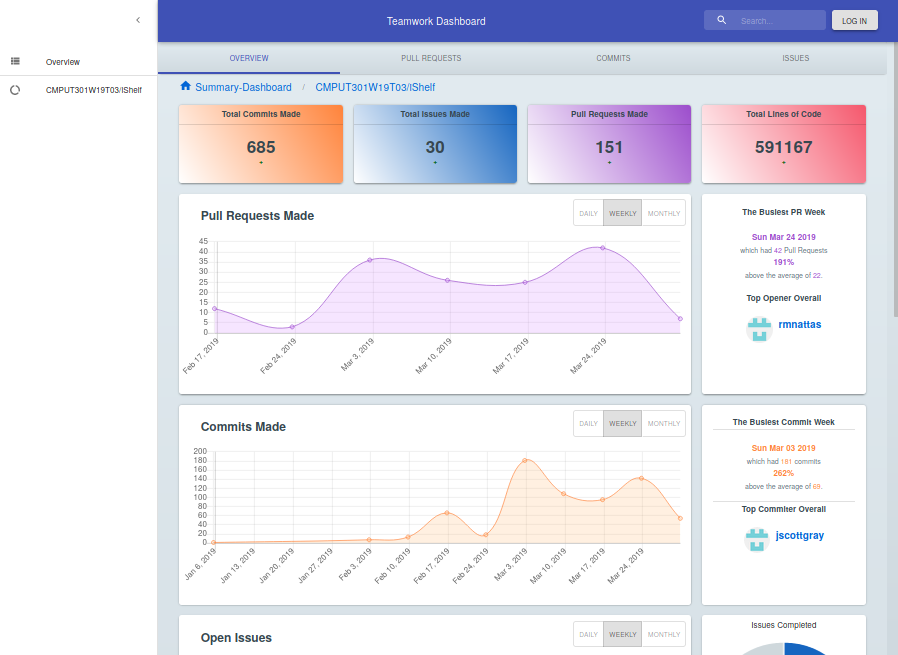 Teamwork Dashboard
Search...
LOG IN
Overview
CMPUT301W19T03/IShelf
OVERVIEW
PULL REQUESTS
COMMITS
ISSUES
Summary-Dashboard / CMPUT301W19T03/IShelf
Total Commits Made
685
+
Total Issues Made
30
+
Pull Requests Made
151
+
Total Lines of Code
591167
+
Pull Requests Made
DAILY WEEKLY MONTHLY
45
40
35
30
25
20
15
10
5
0
Feb 17, 2019
Feb 24, 2019
Mar 3, 2019
Mar 10, 2019
Mar 17, 2019
Mar 24, 2019
The Busiest PR Week
Sun Mar 24 2019
which had 42 Pull Requests
191%
above the average of 22.
Top Opener Overall
rmnattas
Commits Made
DAILY WEEKLY MONTHLY
200
180
160
140
120
100
80
60
40
20
0
Jan 6, 2019
Jan 13, 2019
Jan 20, 2019
Jan 27, 2019
Feb 3, 2019
Feb 10, 2019
Feb 17, 2019
Feb 24, 2019
Mar 3, 2019
Mar 10, 2019
Mar 17, 2019
Mar 24, 2019
The Busiest Commit Week
Sun Mar 03 2019
which had 181 commits
262%
above the average of 69.
Top Commiter Overall
jscottgray
Open Issues
DAILY WEEKLY MONTHLY
Issues Completed